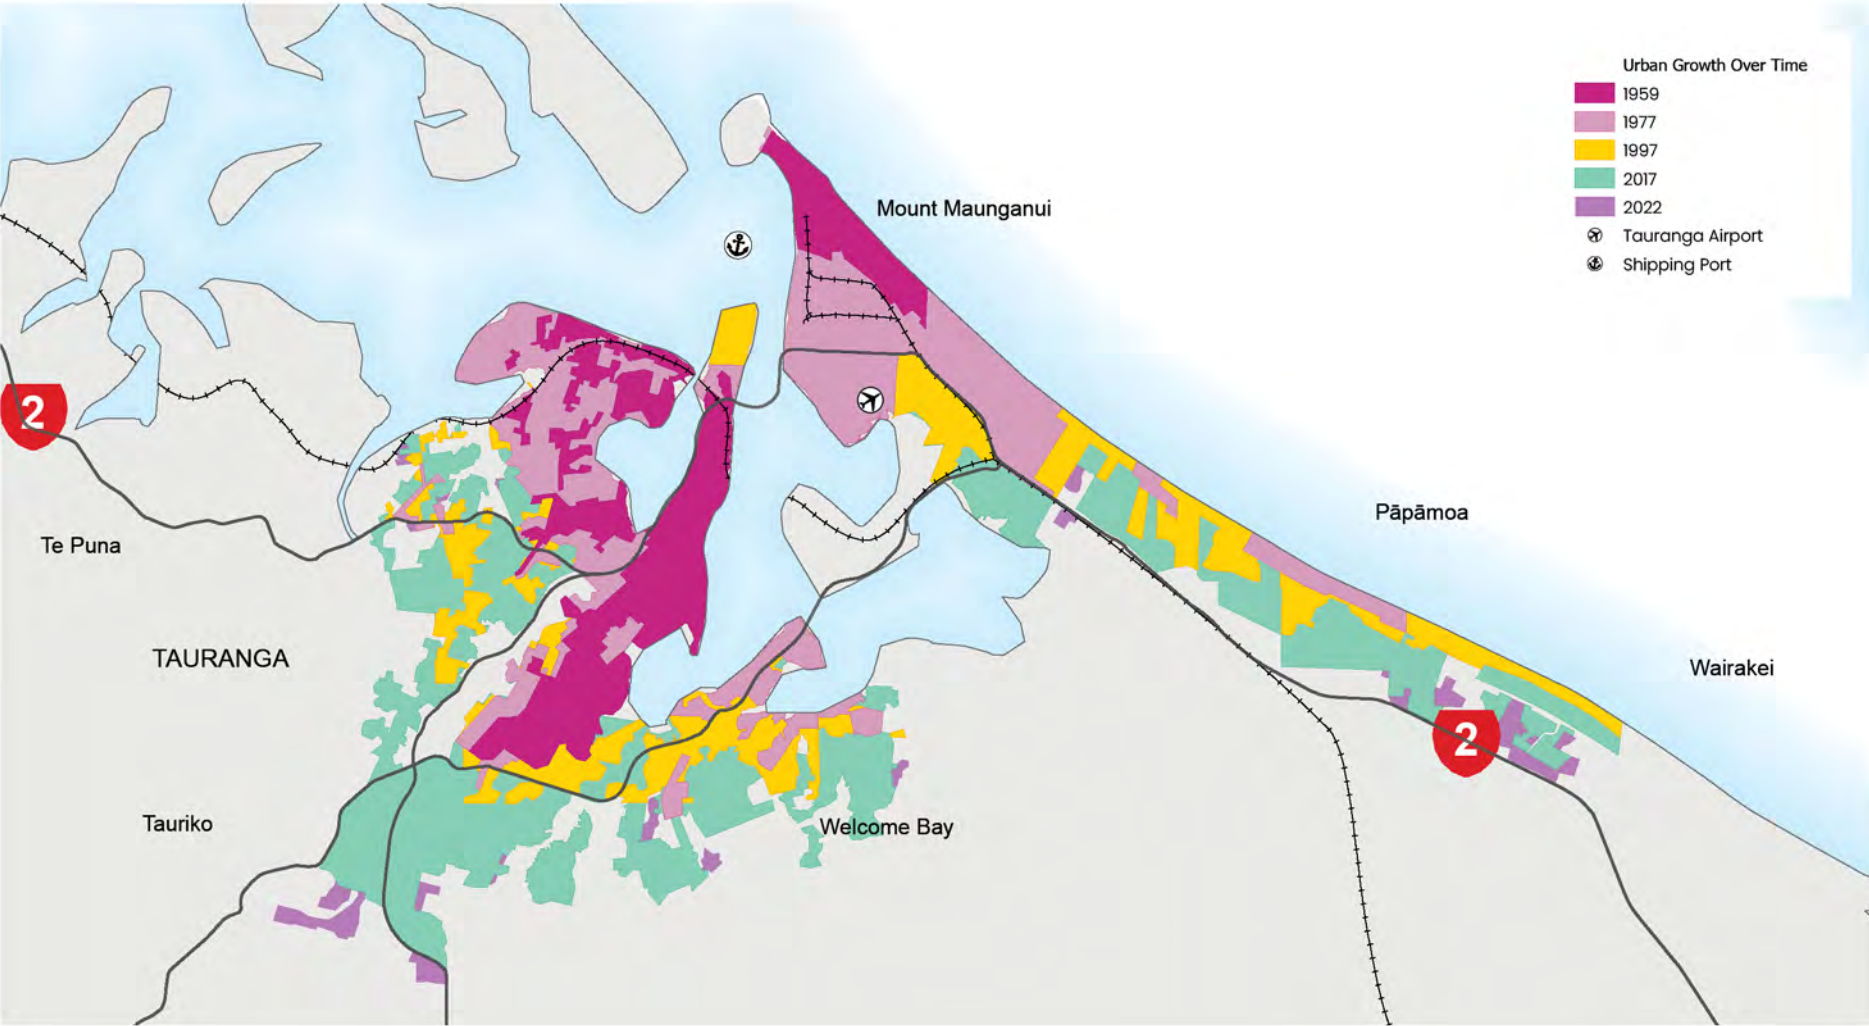 Urban Growth Over Time
1959
1977
1997
2017
2022
Tauranga Airport
Shipping Port
Mount Maunganui
2
Pāpāmoa
Te Puna
TAURANGA
Wairakei
2
Tauriko
Welcome Bay